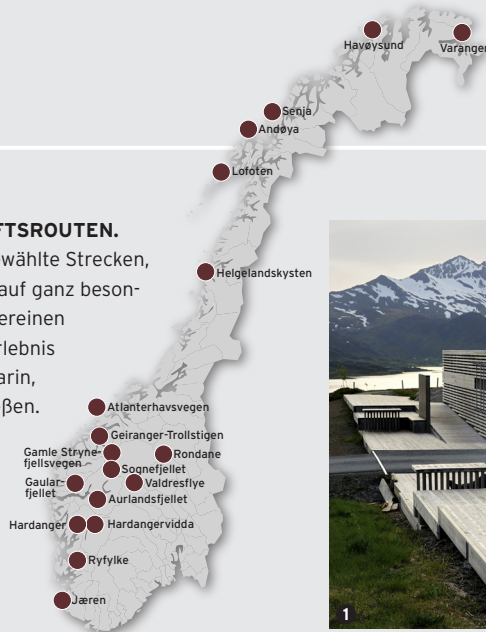 Havøysund
Varanger
Senja
Andøya
Lofoten
FTSROUTEN.
wählte Strecken,
auf ganz beson-
ereinen
rlebnis
arin,
eßen.
Helgelandskysten
Atlanterhavsvegen
Geiranger-Trollstigen
Gamle Stryne-
fjellsvegen
Rondane
Sognefjellet
Gaular-
fjellet
Valdresflye
Aurlandsfjellet
Hardanger
Hardangervidda
Ryfylke
Jæren
1